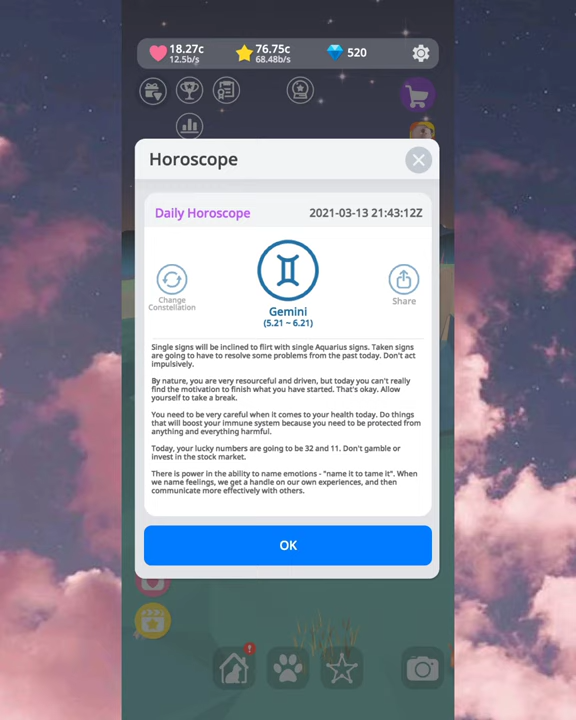 18.27c 76.75c 520
12.5b/s 68.48b/s
Horoscope
Daily Horoscope 2021-03-13 21:43:12Z
Change
Constellation
Gemini
(5.21 ~ 6.21)
Share
Single signs will be inclined to flirt with single Aquarius signs. Taken signs
are going to have to resolve some problems from the past today. Don't act
impulsively.
By nature, you are very resourceful and driven, but today you can't really
find the motivation to finish what you have started. That's okay. Allow
yourself to take a break.
You need to be very careful when it comes to your health today. Do things
that will boost your immune system because you need to be protected from
anything and everything harmful.
Today, your lucky numbers are going to be 32 and 11. Don't gamble or
invest in the stock market.
There is power in the ability to name emotions - "name it to tame it". When
we name feelings, we get a handle on our own experiences, and then
communicate more effectively with others.
OK